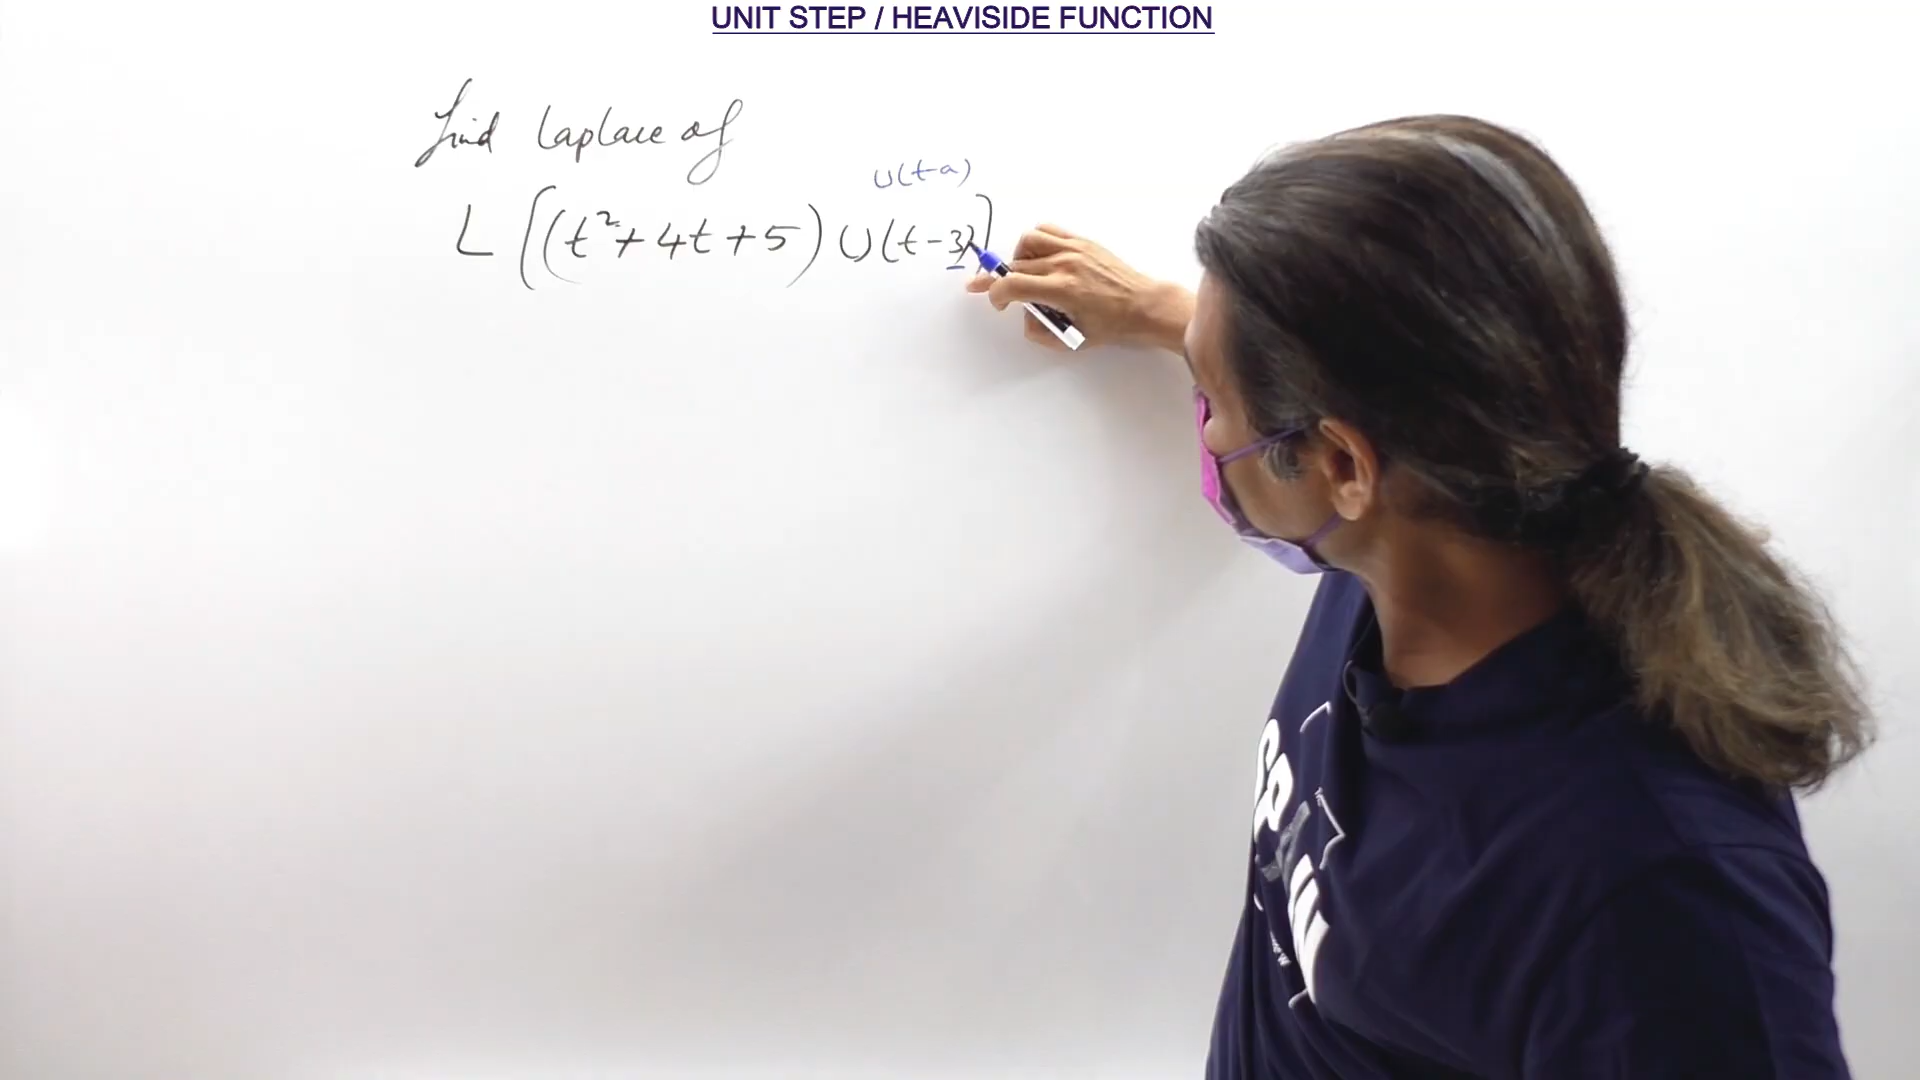 UNIT STEP / HEAVISIDE FUNCTION
find Laplace of
U(t-a)
L [(t²+4t+5) U(t-3)]